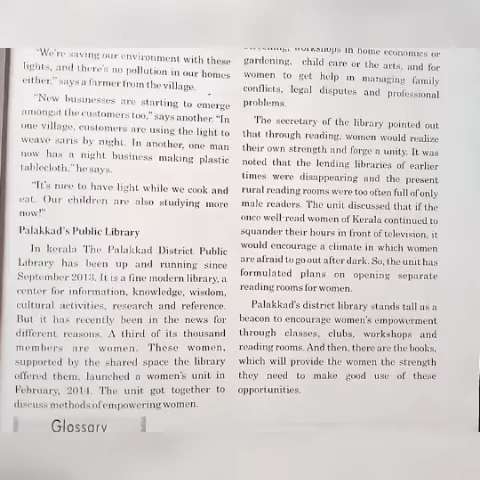 "We're saving our environment with these
lights, and there's no pollution in our homes
either," says a farmer from the village.
"New businesses are starting to emerge
amongst the customers too," says another. "In
one village, customers are using the light to
weave saris by night. In another, one man
now has a night business making plastic
tablecloth," he says.
"It's nice to have light while we cook and
eat. Our children are also studying more
now!"
Palakkad's Public Library
In kerala The Palakkad District Public
Library has been up and running since
September 2013. It is a fine modern library, a
center for information, knowledge, wisdom,
cultural activities, research and reference.
But it has recently been in the news for
different reasons. A third of its thousand
members are women. These women,
supported by the shared space the library
offered them, launched a women's unit in
February, 2014. The unit got together to
discuss methods of empowering women.
Glossary
workshops in home economics or
gardening, child care or the arts, and for
women to get help in managing family
conflicts, legal disputes and professional
problems.
The secretary of the library pointed out
that through reading, women would realize
their own strength and forge a unity. It was
noted that the lending libraries of earlier
times were disappearing and the present
rural reading rooms were too often full of only
male readers. The unit discussed that if the
once well-read women of Kerala continued to
squander their hours in front of television, it
would encourage a climate in which women
are afraid to go out after dark. So, the unit has
formulated plans on opening separate
reading rooms for women.
Palakkad's district library stands tall as a
beacon to encourage women's empowerment
through classes, clubs, workshops and
reading rooms. And then, there are the books,
which will provide the women the strength
they need to make good use of these
opportunities.